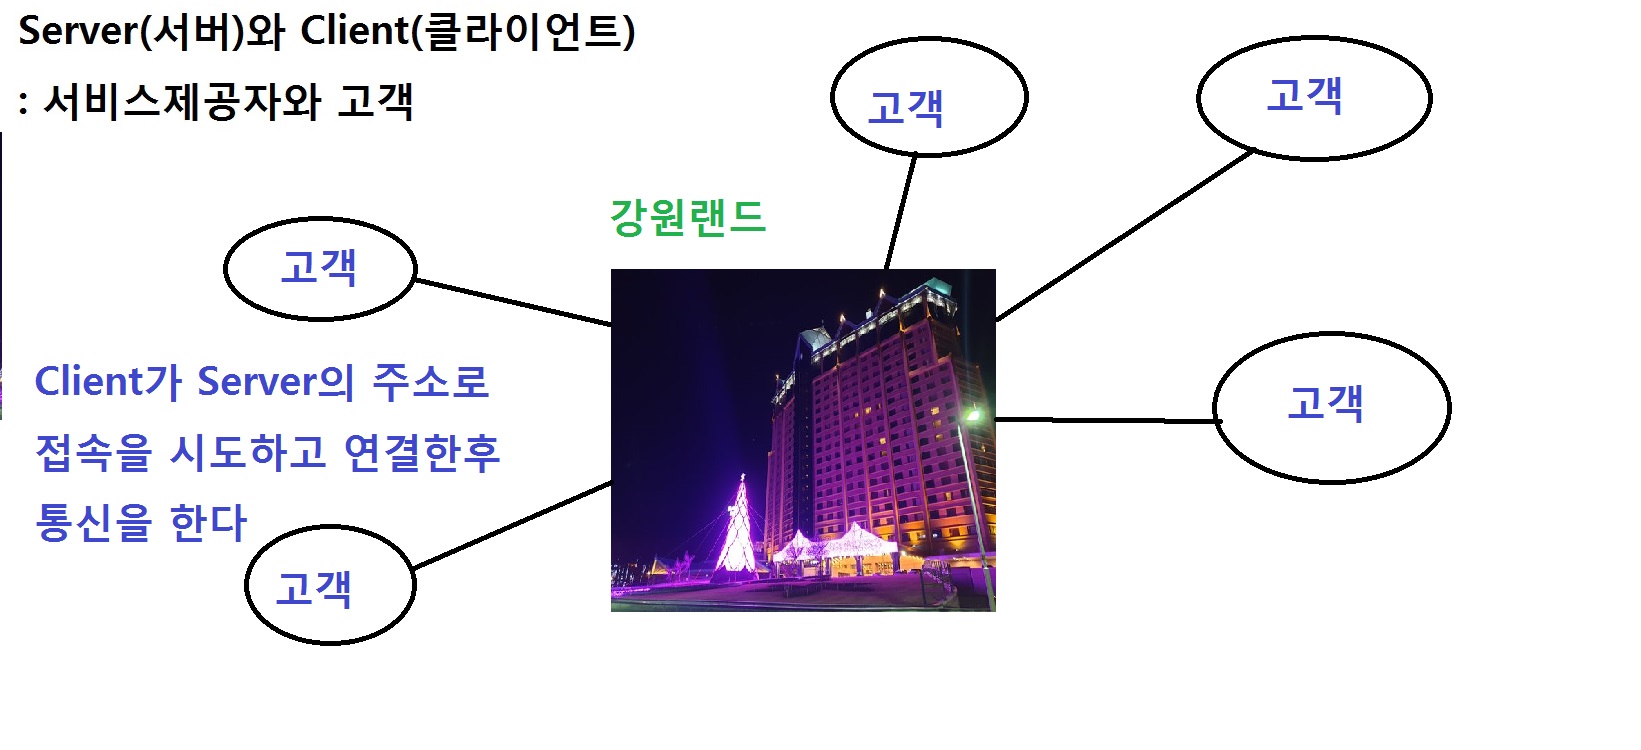 Server(서버)와 Client(클라이언트)
: 서비스제공자와 고객
고객
고객
강원랜드
고객
Client가 Server의 주소로
접속을 시도하고 연결한후
통신을 한다
고객
고객